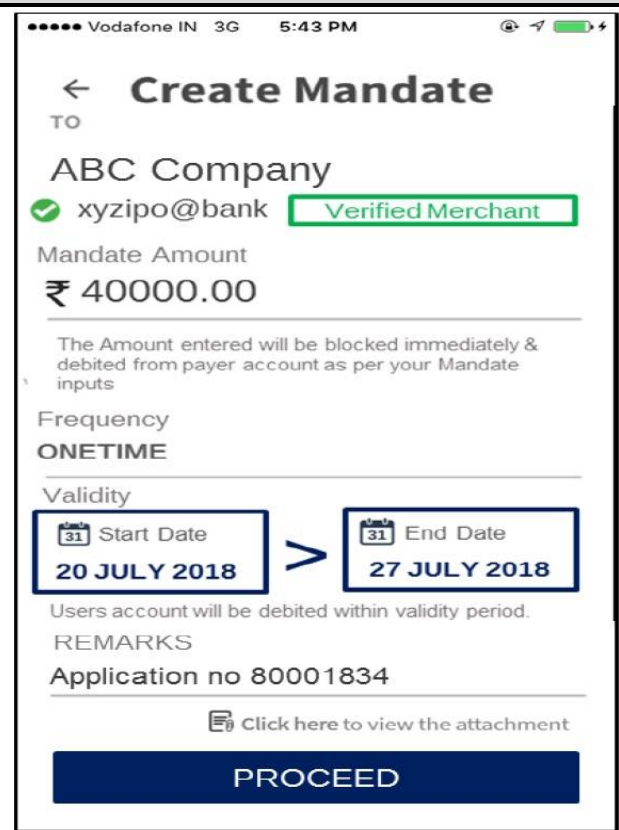 Vodafone IN 3G 5:43 PM
← Create Mandate
TO
ABC Company
xyzipo@bank Verified Merchant
Mandate Amount
₹ 40000.00
The Amount entered will be blocked immediately &
debited from payer account as per your Mandate
inputs
Frequency
ONETIME
Validity
31 Start Date > 31 End Date
20 JULY 2018 27 JULY 2018
Users account will be debited within validity period.
REMARKS
Application no 80001834
Click here to view the attachment
PROCEED